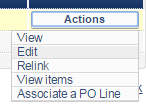 Actions
View
Edit
Relink
View items
Associate a PO Line